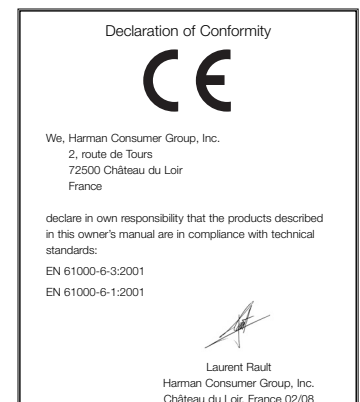 Declaration of Conformity
CE
We, Harman Consumer Group, Inc.
2, route de Tours
72500 Château du Loir
France
declare in own responsibility that the products described
in this owner's manual are in compliance with technical
standards:
EN 61000-6-3:2001
EN 61000-6-1:2001
Laurent Rault
Harman Consumer Group, Inc.
Château du Loir, France 02/08